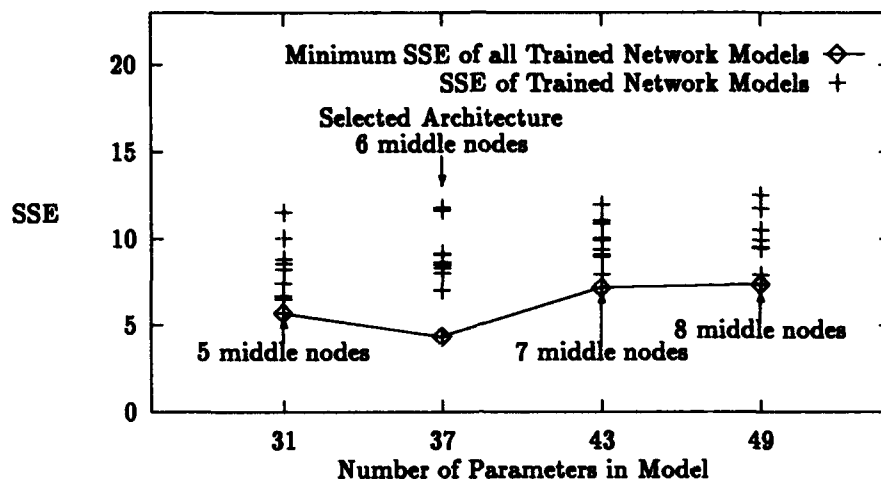 20
Minimum SSE of all Trained Network Models
SSE of Trained Network Models
Selected Architecture
6 middle nodes
15
SSE
10
5
5 middle nodes
7 middle nodes
8 middle nodes
0
31 37 43 49
Number of Parameters in Model